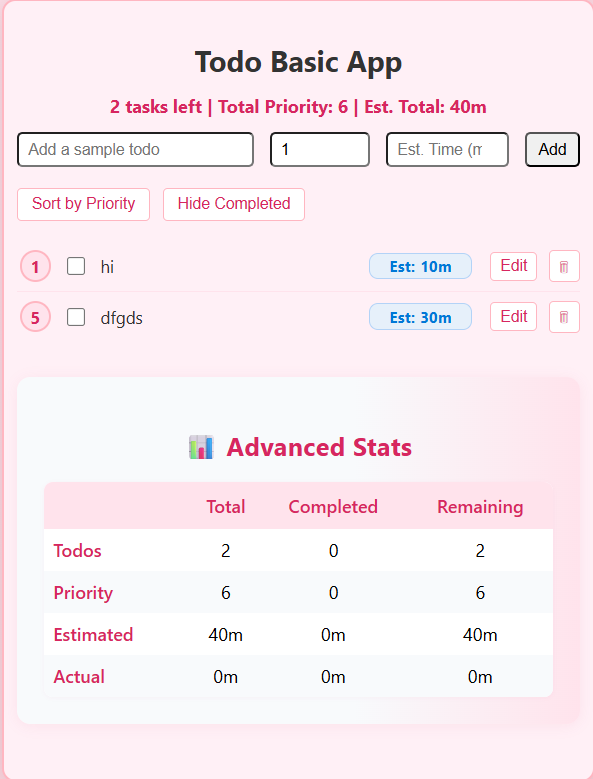 Todo Basic App
2 tasks left | Total Priority: 6 | Est. Total: 40m
Add a sample todo 1 Est. Time (m Add
Sort by Priority Hide Completed
1 hi Est: 10m Edit
5 dfgds Est: 30m Edit
Advanced Stats
Total Completed Remaining
Todos 2 0 2
Priority 6 0 6
Estimated 40m 0m 40m
Actual 0m 0m 0m